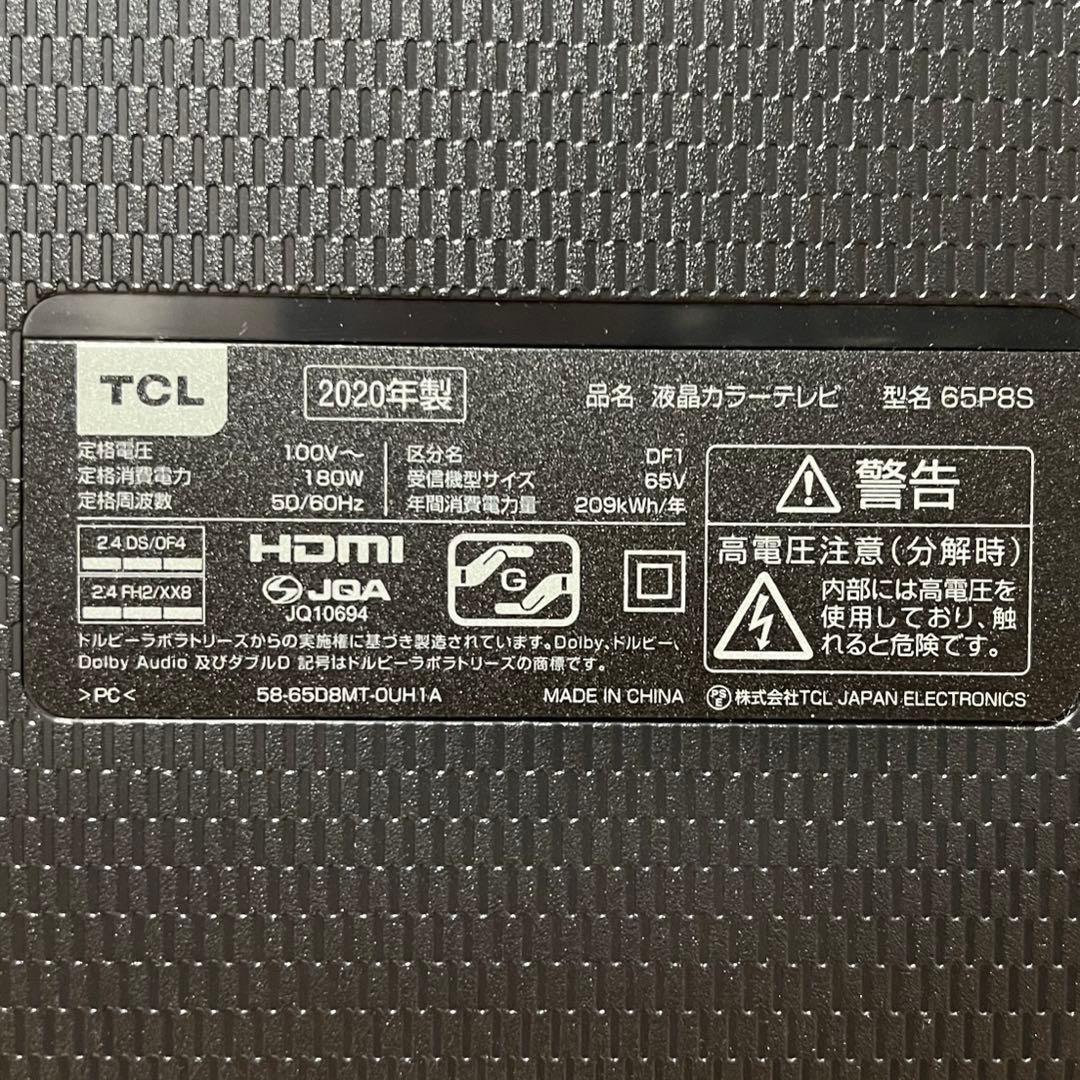 TCL
2020年製
品名 液晶カラーテレビ 型名 65P8S
定格電圧 100V～
定格消費電力 180W
定格周波数 50/60Hz
区分名 DF1
受信機型サイズ 65V
年間消費電力量 209kWh/年
2.4 DS/OF4
2.4 FH2/XX8
HDMI
JQA
JQ10694
G
警告
高電圧注意(分解時)
内部には高電圧を
使用しており、触
れると危険です。
ドルビーラボラトリーズからの実施権に基づき製造されています。Dolby、ドルビー、
Dolby Audio 及びダブルD 記号はドルビーラボラトリーズの商標です。
>PC< 58-65D8MT-0UH1A MADE IN CHINA PSE 株式会社TCL JAPAN ELECTRONICS